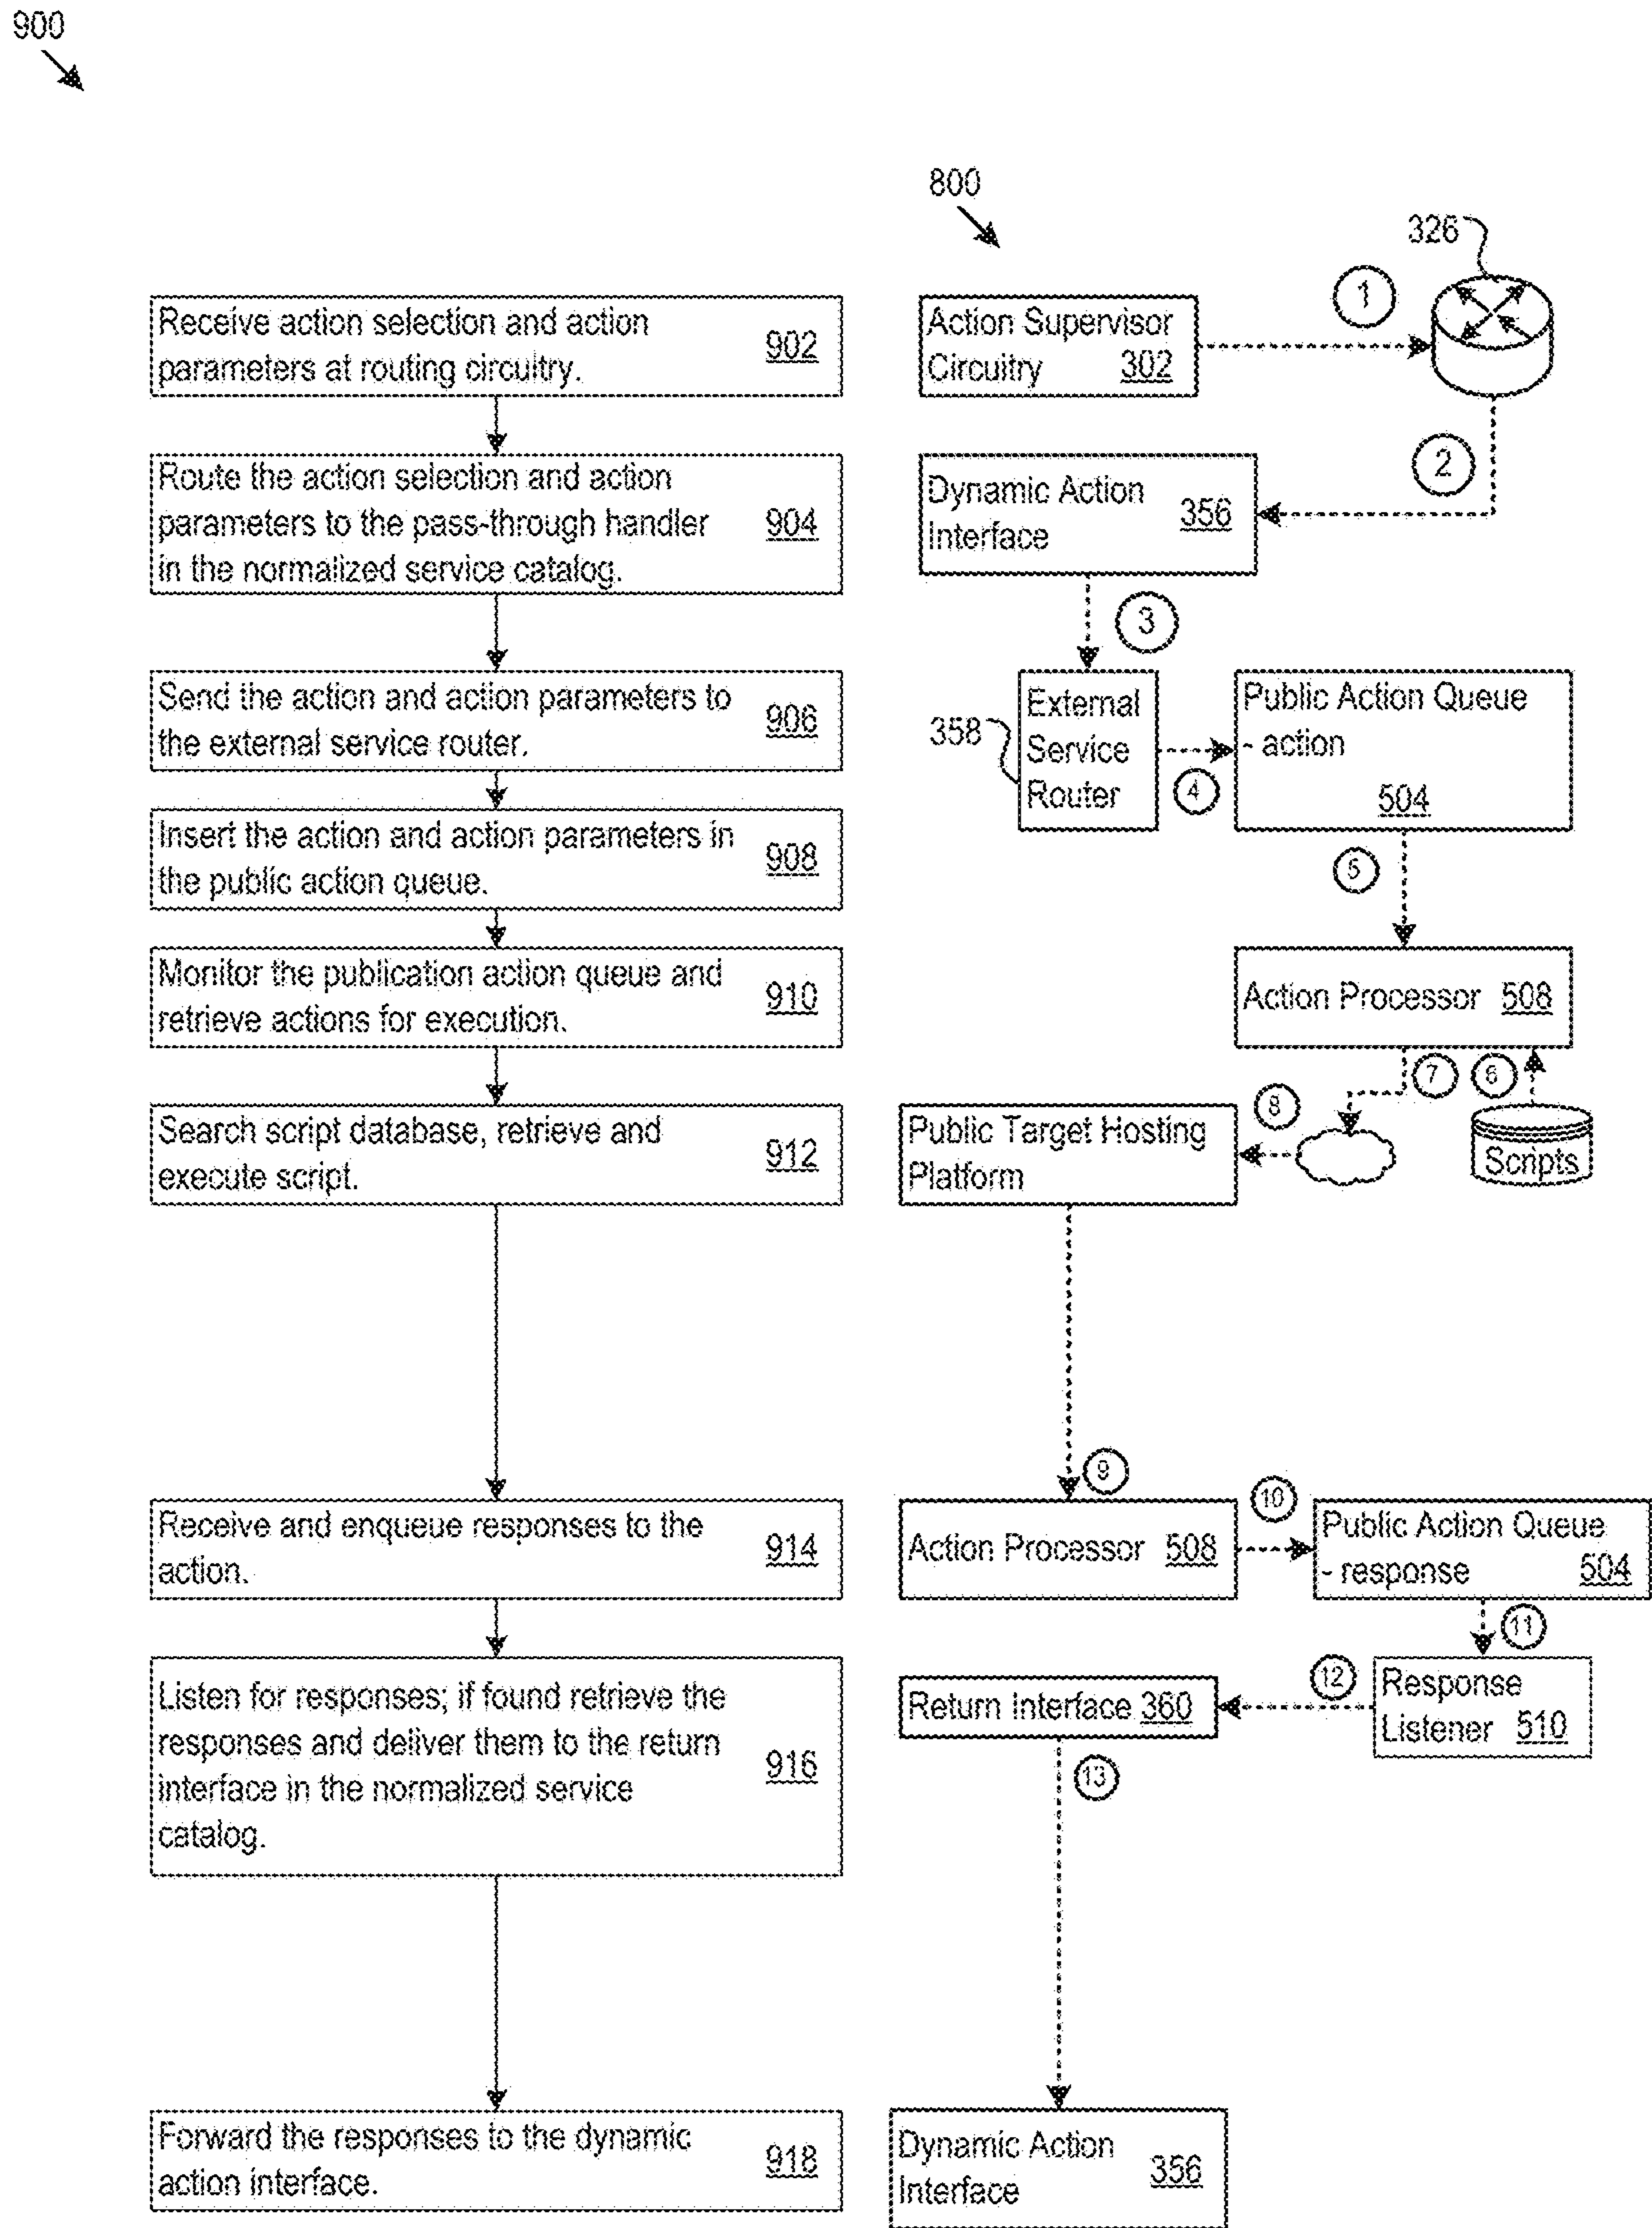 900
800
326
1
Receive action selection and action
parameters at routing circuitry.
902
Action Supervisor
Circuitry 302
2
Route the action selection and action
parameters to the pass-through handler
in the normalized service catalog.
904
Dynamic Action
Interface
356
3
Send the action and action parameters to
the external service router.
906
358
External
Service
Router
4
Public Action Queue
- action
504
Insert the action and action parameters in
the public action queue.
908
5
Monitor the publication action queue and
retrieve actions for execution.
910
Action Processor 508
7
6
8
Search script database, retrieve and
execute script.
912
Public Target Hosting
Platform
Scripts
9
10
Receive and enqueue responses to the
action.
914
Action Processor 508
Public Action Queue
- response 504
11
12
Listen for responses; if found retrieve the
responses and deliver them to the return
interface in the normalized service
catalog.
916
Return Interface 360
Response
Listener 510
13
Forward the responses to the dynamic
action interface.
918
Dynamic Action
Interface
356